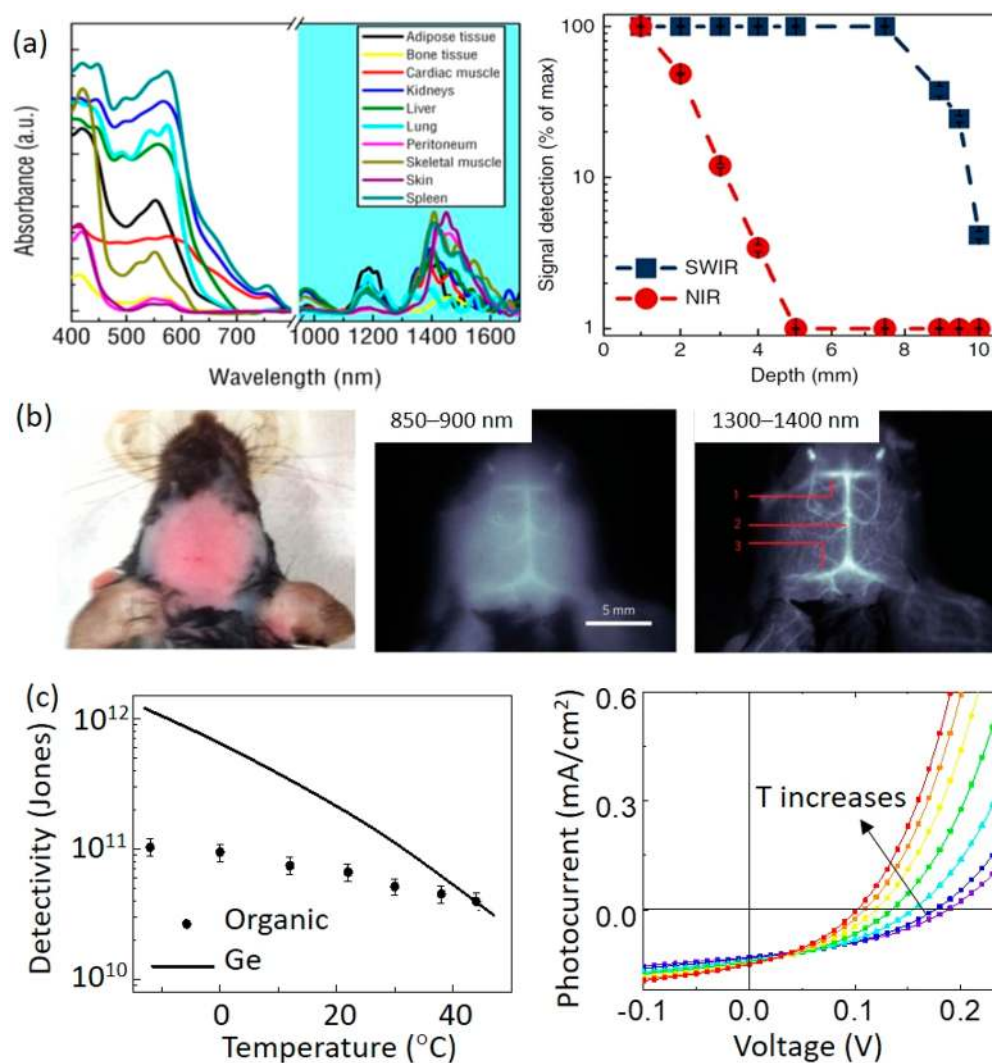 (a)
Absorbance (a.u.)
Adipose tissue
Bone tissue
Cardiac muscle
Kidneys
Liver
Lung
Peritoneum
Skeletal muscle
Skin
Spleen
400 500 600 700 1000 1200 1400 1600
Wavelength (nm)
Signal detection (% of max)
100
10
1
SWIR
NIR
0 2 4 6 8 10
Depth (mm)
(b)
850–900 nm
5 mm
1300–1400 nm
1
2
3
(c)
Detectivity (Jones)
10¹²
10¹¹
10¹⁰
Organic
Ge
0 20 40
Temperature (°C)
Photocurrent (mA/cm²)
0.6
0.3
0.0
T increases
-0.1 0.0 0.1 0.2
Voltage (V)